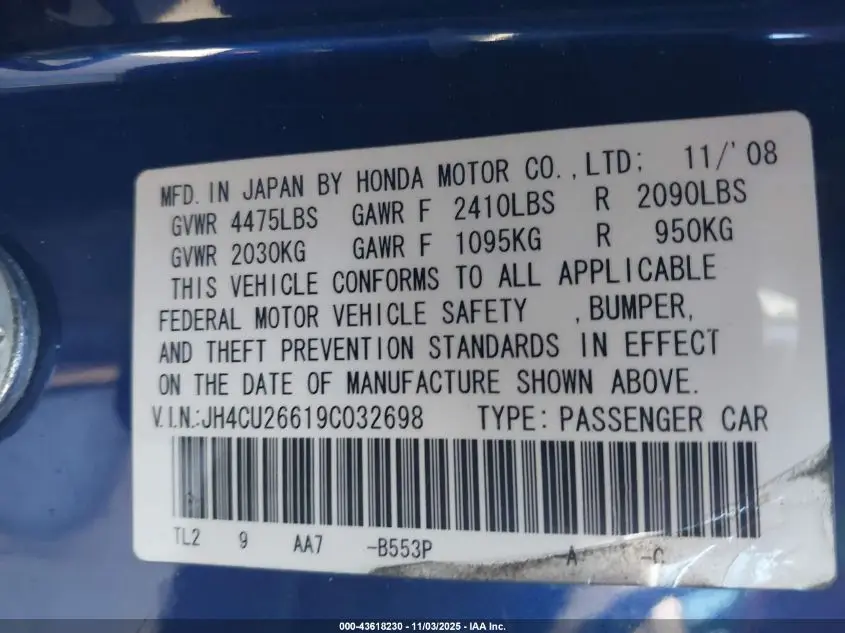 MFD. IN JAPAN BY HONDA MOTOR CO.,LTD; 11/'08
GVWR 4475LBS GAWR F 2410LBS R 2090LBS
GVWR 2030KG GAWR F 1095KG R 950KG
THIS VEHICLE CONFORMS TO ALL APPLICABLE
FEDERAL MOTOR VEHICLE SAFETY , BUMPER,
AND THEFT PREVENTION STANDARDS IN EFFECT
ON THE DATE OF MANUFACTURE SHOWN ABOVE.
V.I.N.:JH4CU26619C032698 TYPE: PASSENGER CAR
TL2 9 AA7 -B553P A C
000-43618230 - 11/03/2025 - IAA Inc.